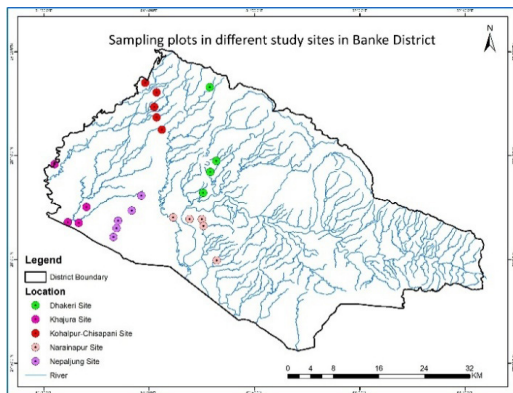 Sampling plots in different study sites in Banke District
N
Legend
District Boundary
Location
Dhakeri Site
Khajura Site
Kohalpur-Chisapani Site
Narainapur Site
Nepaljung Site
River
0 2 4 8 16 24 32
KM